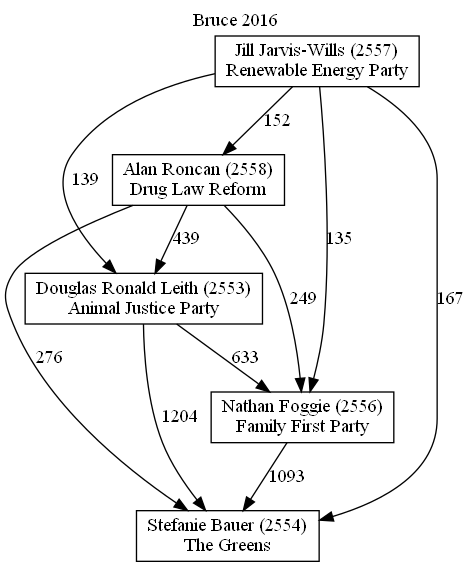 Bruce 2016
Jill Jarvis-Wills (2557)
Renewable Energy Party
152
Alan Roncan (2558)
Drug Law Reform
139
439
135
Douglas Ronald Leith (2553)
Animal Justice Party
249
167
276
633
Nathan Foggie (2556)
Family First Party
1204
1093
Stefanie Bauer (2554)
The Greens